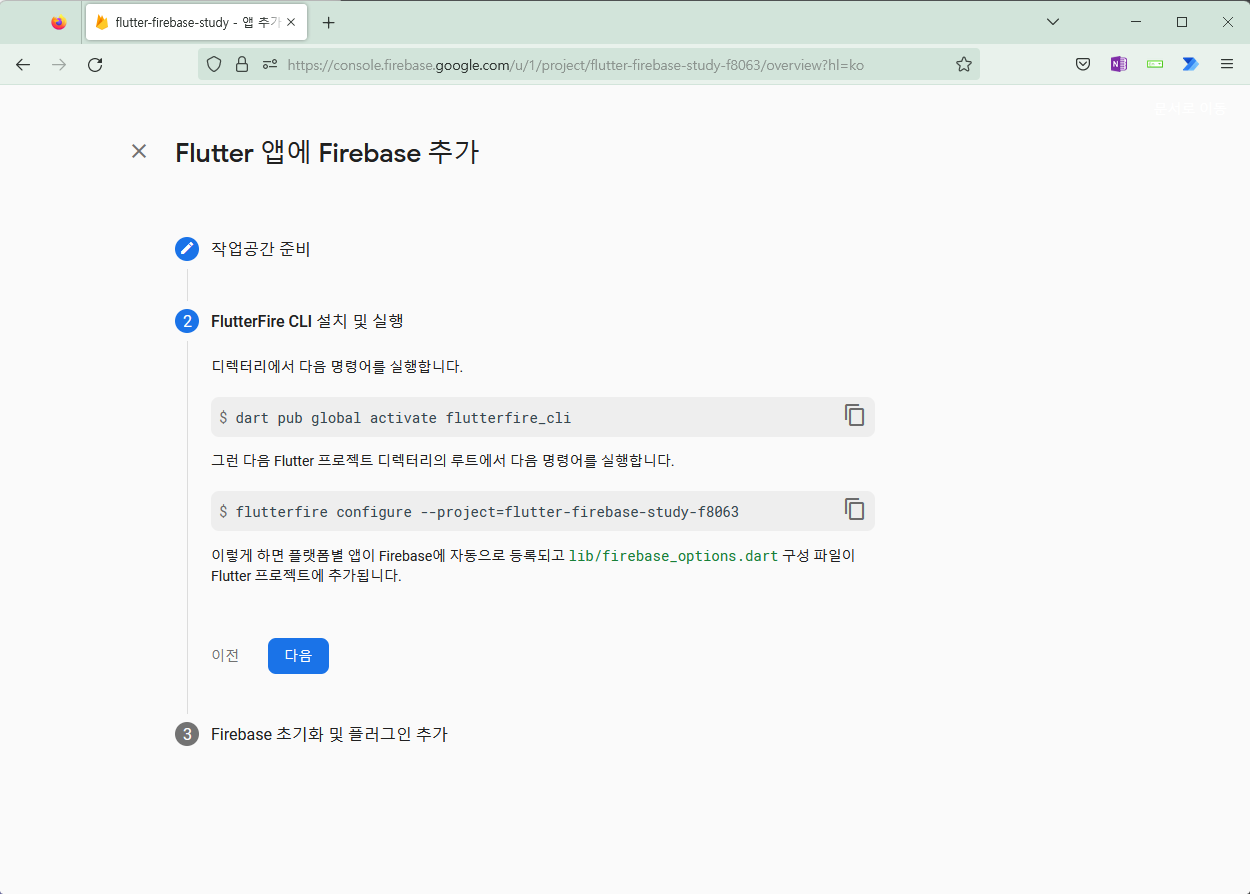 flutter-firebase-study - 앱 추가
https://console.firebase.google.com/u/1/project/flutter-firebase-study-f8063/overview?hl=ko
N
문서로 이동
Flutter 앱에 Firebase 추가
작업공간 준비
2 FlutterFire CLI 설치 및 실행
디렉터리에서 다음 명령어를 실행합니다.
$ dart pub global activate flutterfire_cli
그런 다음 Flutter 프로젝트 디렉터리의 루트에서 다음 명령어를 실행합니다.
$ flutterfire configure --project=flutter-firebase-study-f8063
이렇게 하면 플랫폼별 앱이 Firebase에 자동으로 등록되고 lib/firebase_options.dart 구성 파일이
Flutter 프로젝트에 추가됩니다.
이전 다음
3 Firebase 초기화 및 플러그인 추가